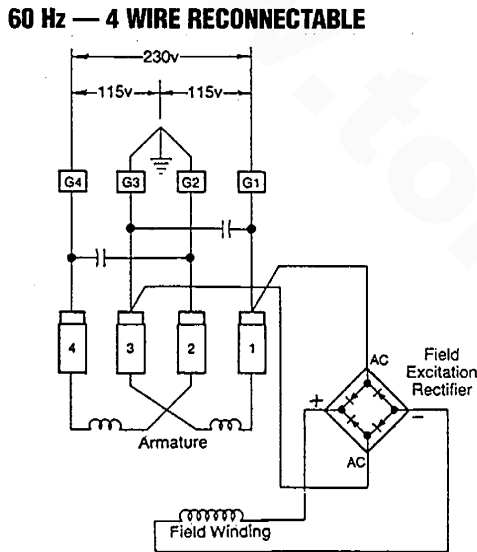 60 Hz — 4 WIRE RECONNECTABLE
230v
115v 115v
G4 G3 G2 G1
4 3 2 1
AC
Field
Excitation
Rectifier
+ −
Armature
AC
Field Winding